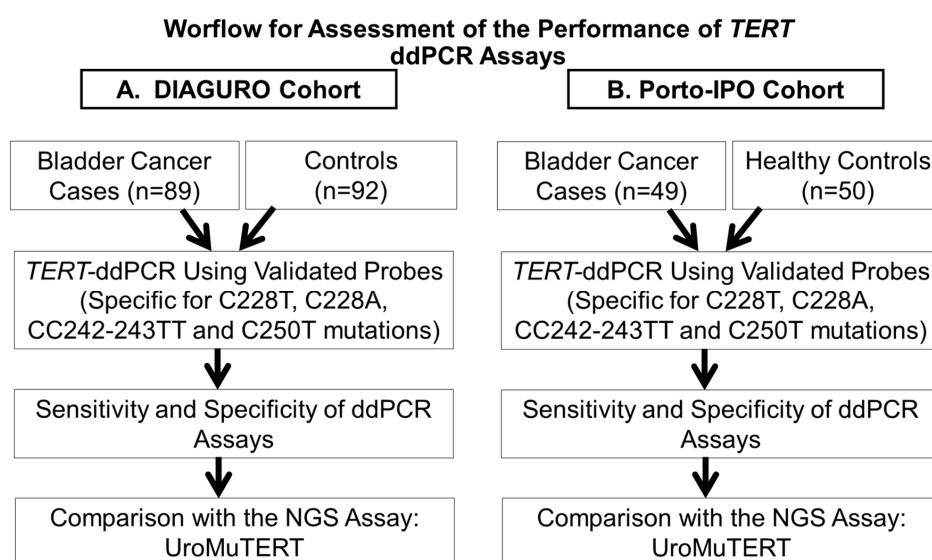 Worflow for Assessment of the Performance of TERT
ddPCR Assays
A. DIAGURO Cohort
Bladder Cancer
Cases (n=89)
Controls
(n=92)
TERT-ddPCR Using Validated Probes
(Specific for C228T, C228A,
CC242-243TT and C250T mutations)
Sensitivity and Specificity of ddPCR
Assays
Comparison with the NGS Assay:
UroMuTERT
B. Porto-IPO Cohort
Bladder Cancer
Cases (n=49)
Healthy Controls
(n=50)
TERT-ddPCR Using Validated Probes
(Specific for C228T, C228A,
CC242-243TT and C250T mutations)
Sensitivity and Specificity of ddPCR
Assays
Comparison with the NGS Assay:
UroMuTERT